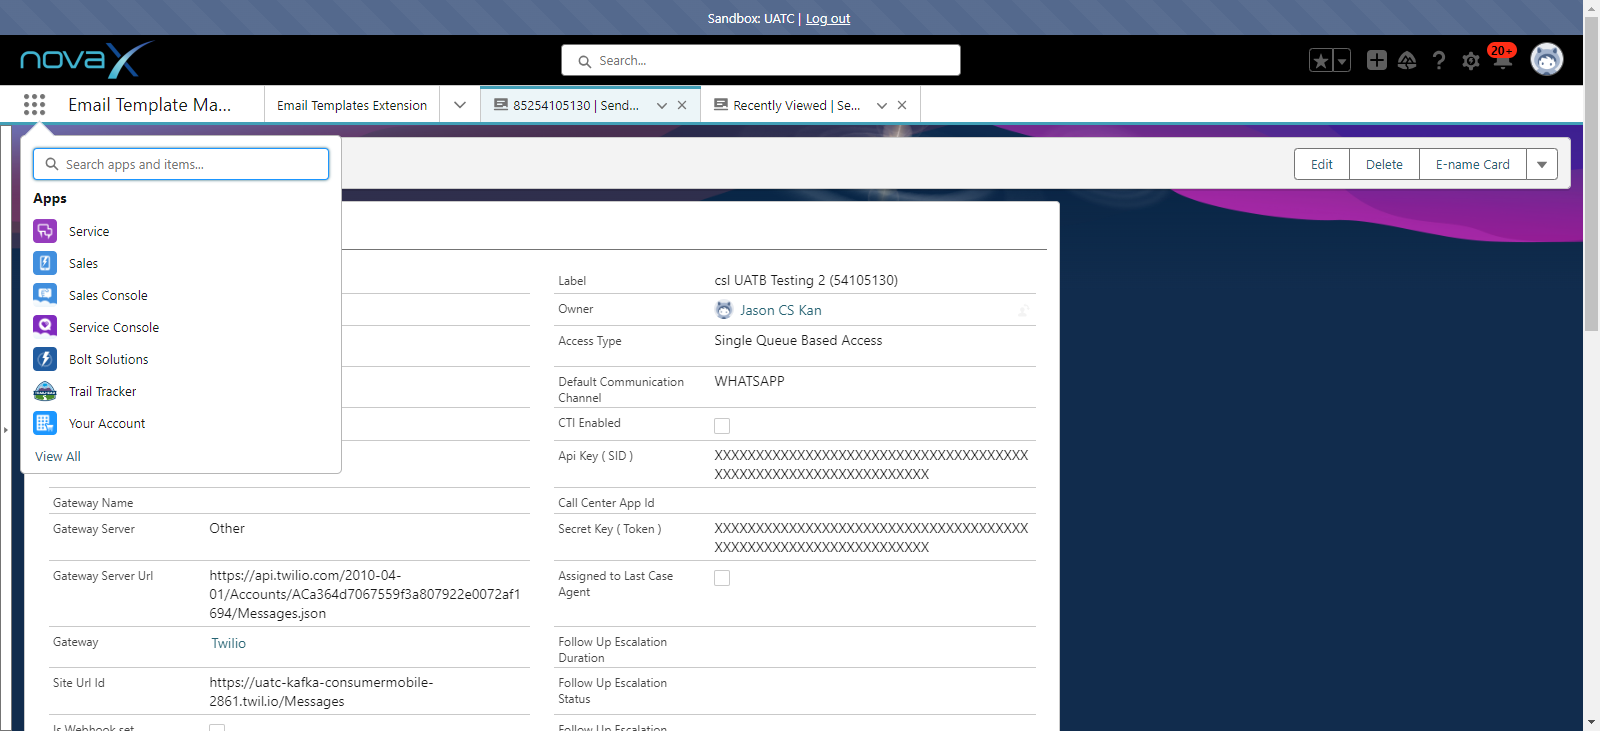 Sandbox: UATC | Log out
novaX
Search...
20+
Email Template Ma...
Email Templates Extension
85254105130 | Send...
Recently Viewed | Se...
Search apps and items...
Apps
Service
Sales
Sales Console
Service Console
Bolt Solutions
Trail Tracker
Your Account
View All
Edit
Delete
E-name Card
Label
csl UATB Testing 2 (54105130)
Owner
Jason CS Kan
Access Type
Single Queue Based Access
Default Communication
Channel
WHATSAPP
CTI Enabled
Api Key ( SID )
XXXXXXXXXXXXXXXXXXXXXXXXXXXXXXXXXXXXXX
XXXXXXXXXXXXXXXXXXXXXXXXXX
Gateway Name
Call Center App Id
Gateway Server
Other
Secret Key ( Token )
XXXXXXXXXXXXXXXXXXXXXXXXXXXXXXXXXXXXXX
XXXXXXXXXXXXXXXXXXXXXXXXXX
Gateway Server Url
https://api.twilio.com/2010-04-
01/Accounts/ACa364d7067559f3a807922e0072af1
694/Messages.json
Assigned to Last Case
Agent
Gateway
Twilio
Follow Up Escalation
Duration
Site Url Id
https://uatc-kafka-consumermobile-
2861.twil.io/Messages
Follow Up Escalation
Status
Is Webhook set
Follow Up Escalation